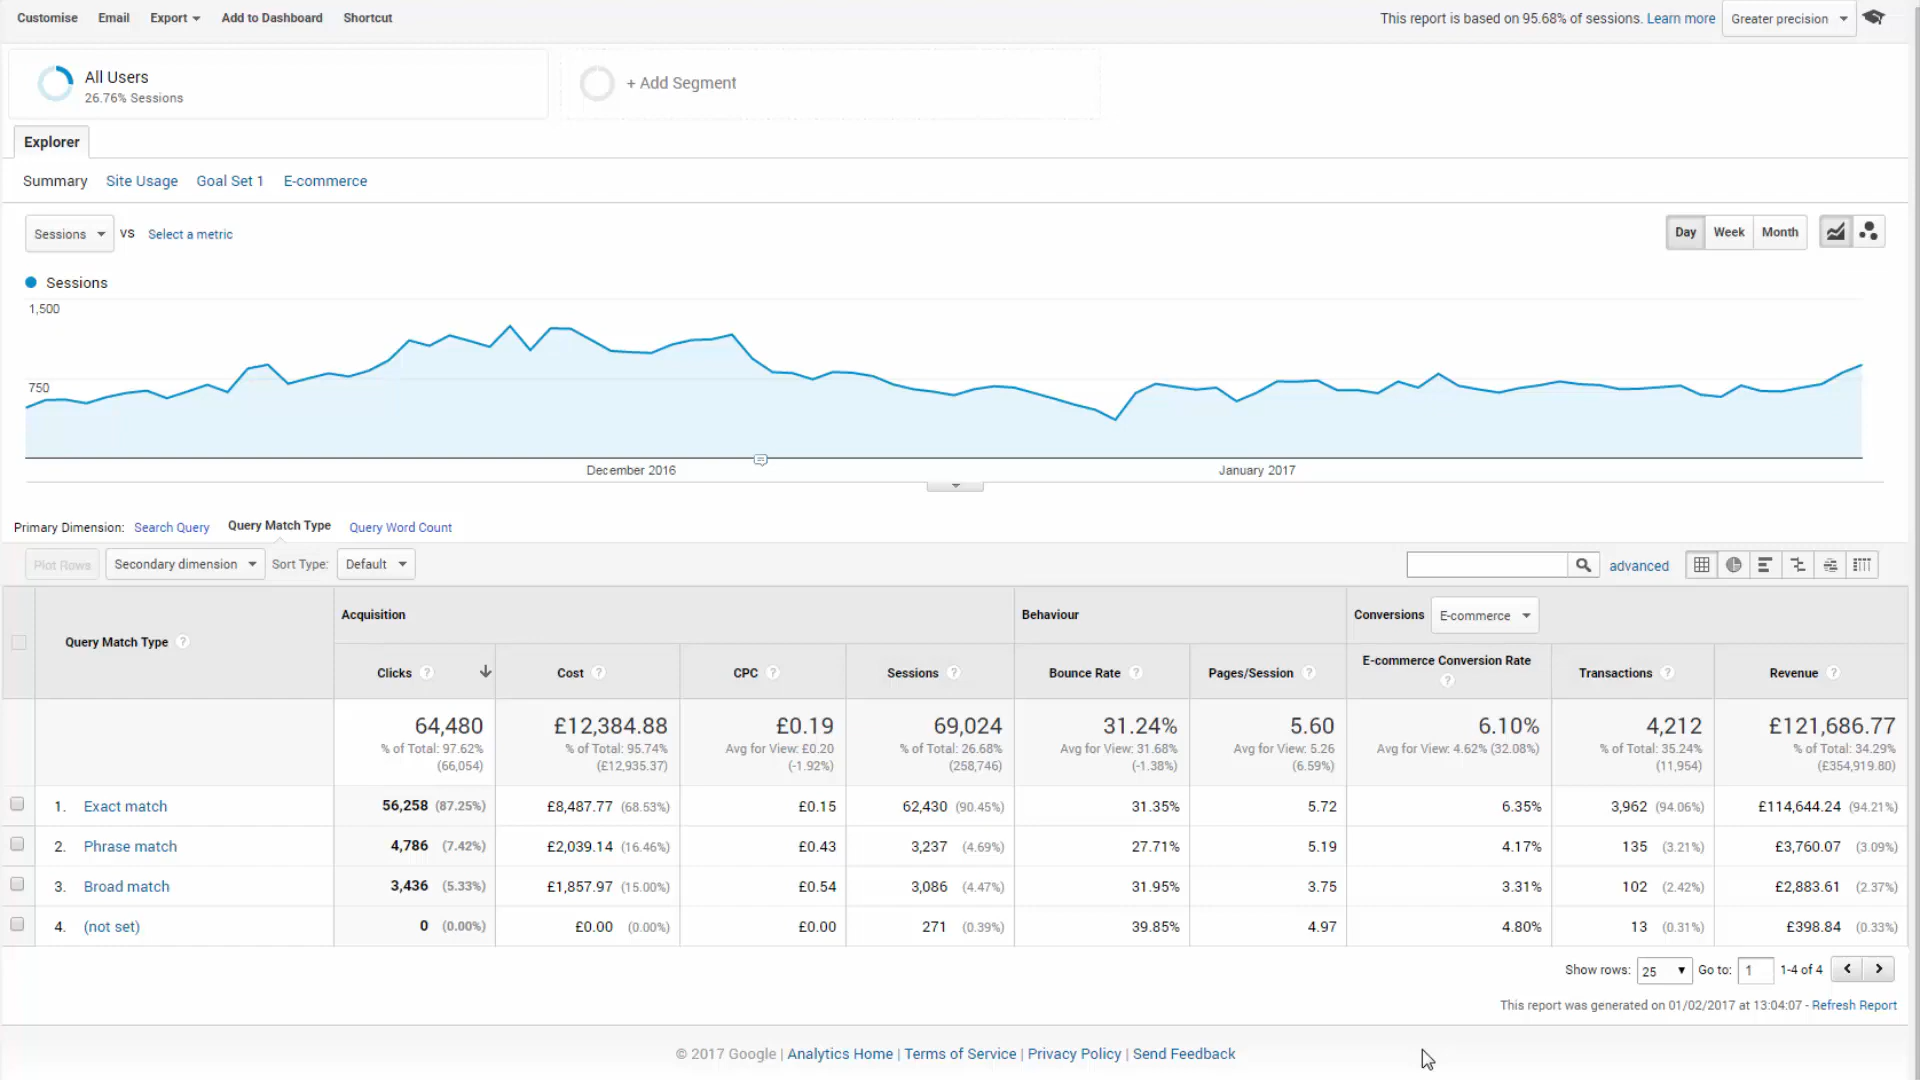 Customise Email Export Add to Dashboard Shortcut
This report is based on 95.68% of sessions. Learn more Greater precision
All Users
26.76% Sessions
+ Add Segment
Explorer
Summary Site Usage Goal Set 1 E-commerce
Sessions VS Select a metric
Day Week Month
Sessions
1,500
750
December 2016 January 2017
Primary Dimension: Search Query Query Match Type Query Word Count
Plot Rows Secondary dimension Sort Type: Default advanced
Query Match Type ? Acquisition Behaviour Conversions E-commerce
Clicks ? Cost ? CPC ? Sessions ? Bounce Rate ? Pages/Session ? E-commerce Conversion Rate ? Transactions ? Revenue ?
64,480 £12,384.88 £0.19 69,024 31.24% 5.60 6.10% 4,212 £121,686.77
% of Total: 97.62% % of Total: 95.74% Avg for View: £0.20 % of Total: 26.68% Avg for View: 31.68% Avg for View: 5.26 Avg for View: 4.62% (32.08%) % of Total: 35.24% % of Total: 34.29%
(66,054) (£12,935.37) (-1.92%) (258,746) (-1.38%) (6.59%) (11,954) (£354,919.80)
1. Exact match 56,258 (87.25%) £8,487.77 (68.53%) £0.15 62,430 (90.45%) 31.35% 5.72 6.35% 3,962 (94.06%) £114,644.24 (94.21%)
2. Phrase match 4,786 (7.42%) £2,039.14 (16.46%) £0.43 3,237 (4.69%) 27.71% 5.19 4.17% 135 (3.21%) £3,760.07 (3.09%)
3. Broad match 3,436 (5.33%) £1,857.97 (15.00%) £0.54 3,086 (4.47%) 31.95% 3.75 3.31% 102 (2.42%) £2,883.61 (2.37%)
4. (not set) 0 (0.00%) £0.00 (0.00%) £0.00 271 (0.39%) 39.85% 4.97 4.80% 13 (0.31%) £398.84 (0.33%)
Show rows: 25 Go to: 1 1-4 of 4
This report was generated on 01/02/2017 at 13:04:07 - Refresh Report
© 2017 Google | Analytics Home | Terms of Service | Privacy Policy | Send Feedback